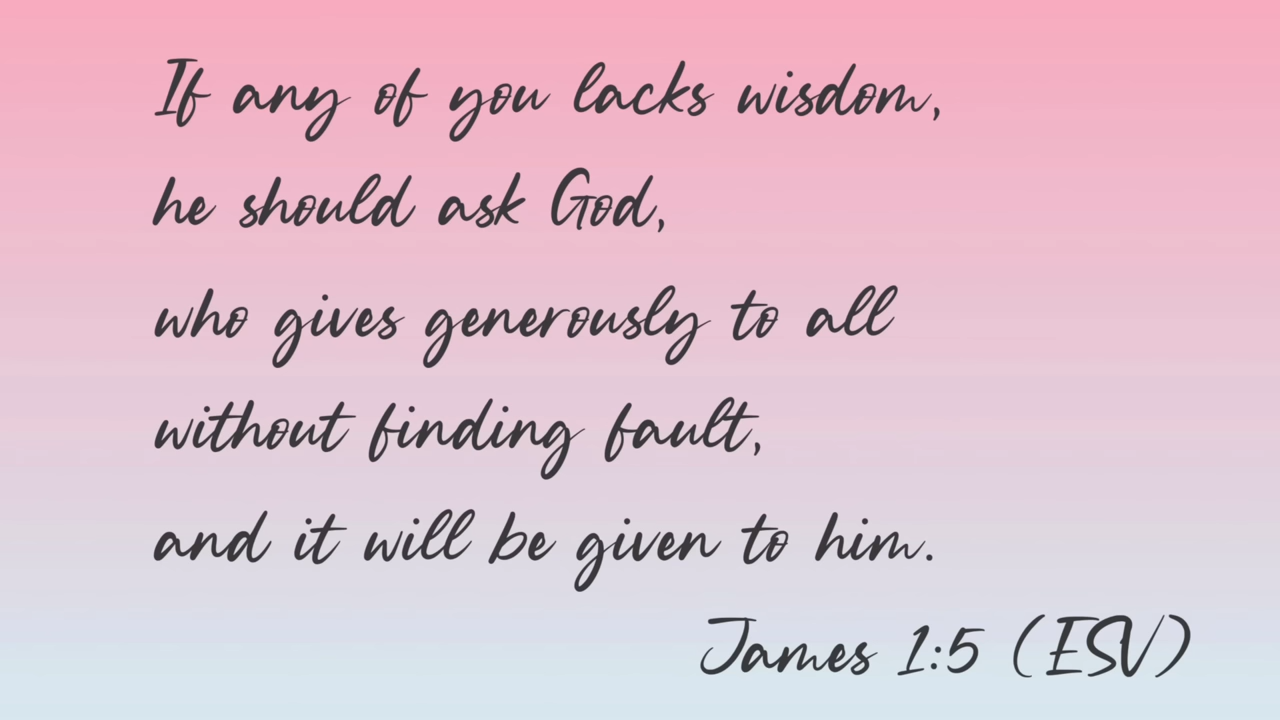 If any of you lacks wisdom,
he should ask God,
who gives generously to all
without finding fault,
and it will be given to him.
James 1:5 (ESV)